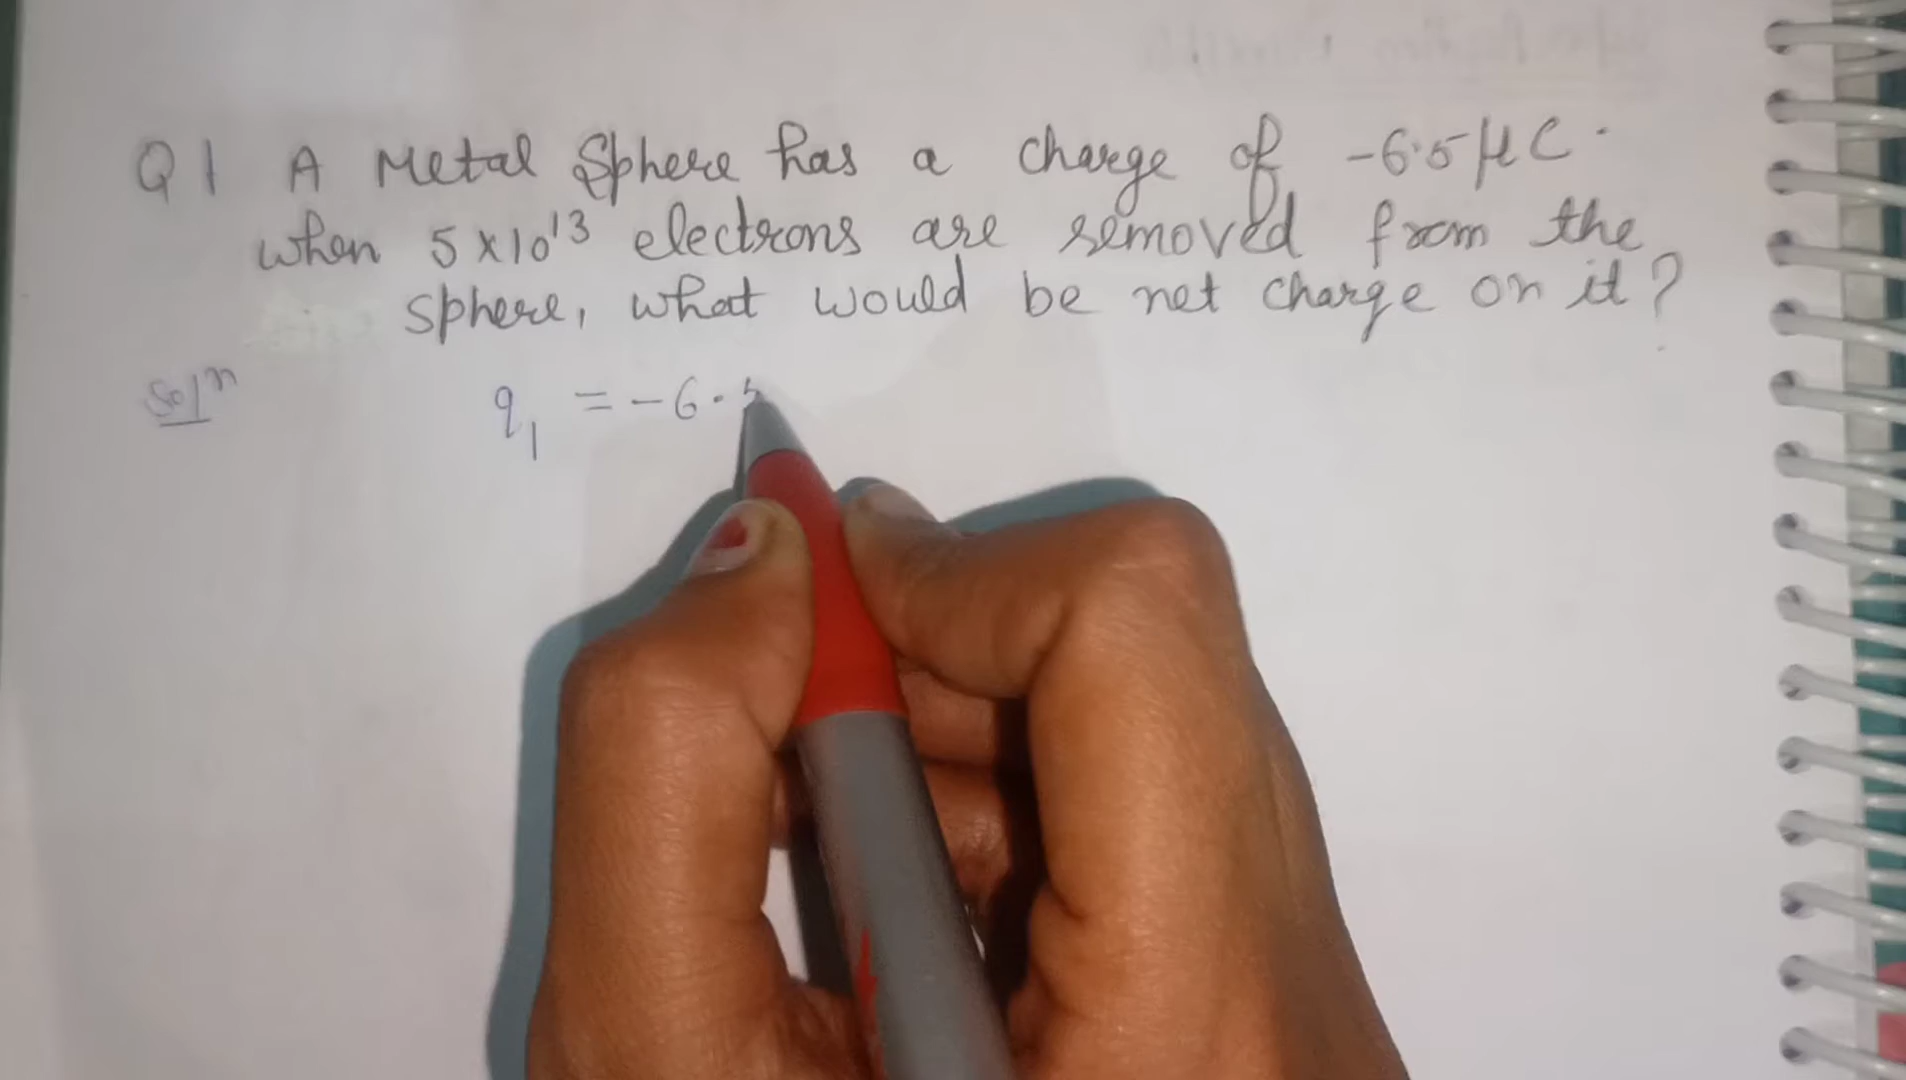 Q1 A Metal Sphere has a charge of -6.5 μC.
when 5×10¹³ electrons are removed from the
sphere, what would be net charge on it?
Solⁿ q₁ = -6.5